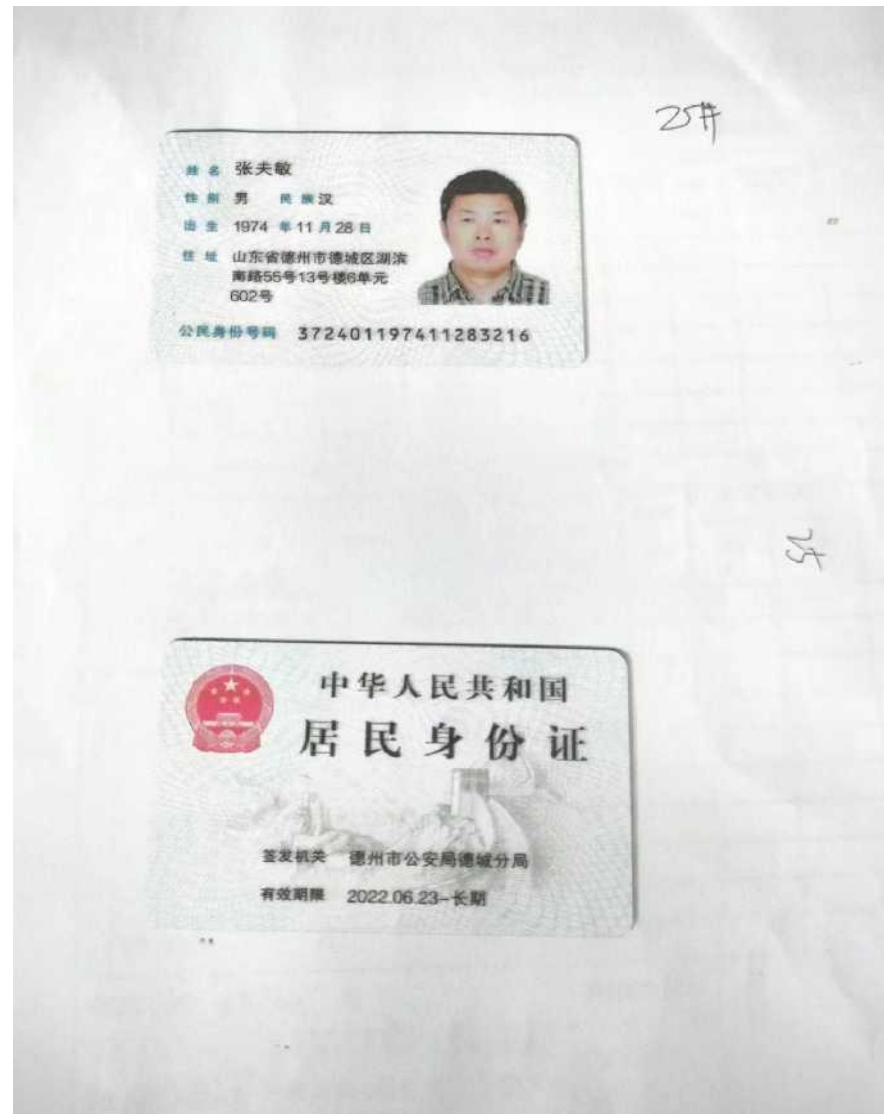 25#
姓名 张夫敏
性别 男 民族 汉
出生 1974 年 11 月 28 日
住址 山东省德州市德城区湖滨
南路55号13号楼6单元
602号
公民身份号码 372401197411283216
25
中华人民共和国
居民身份证
签发机关 德州市公安局德城分局
有效期限 2022.06.23-长期